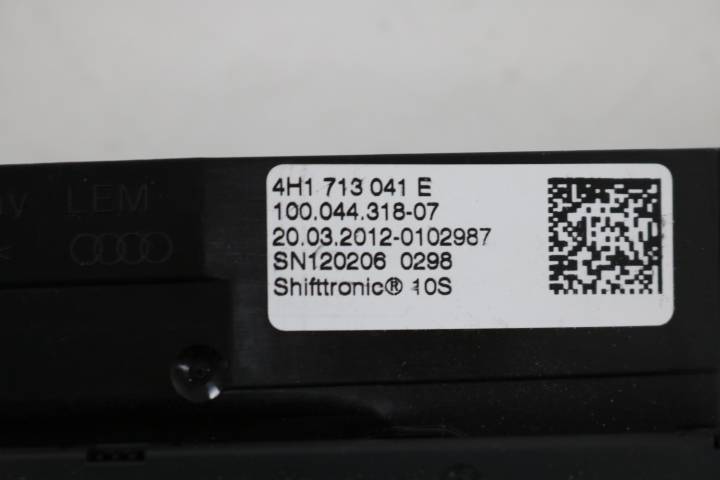 4H1 713 041 E
100.044.318-07
20.03.2012-0102987
SN120206 0298
Shifttronic® 10S
LEM